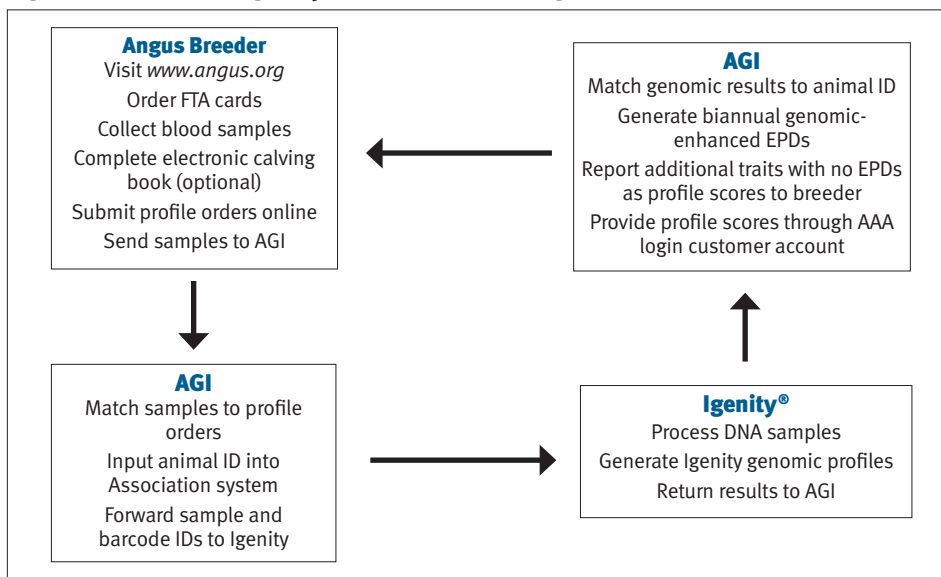 Angus Breeder
Visit www.angus.org
Order FTA cards
Collect blood samples
Complete electronic calving
book (optional)
Submit profile orders online
Send samples to AGI
AGI
Match samples to profile
orders
Input animal ID into
Association system
Forward sample and
barcode IDs to Igenity
Igenity®
Process DNA samples
Generate Igenity genomic profiles
Return results to AGI
AGI
Match genomic results to animal ID
Generate biannual genomic-
enhanced EPDs
Report additional traits with no EPDs
as profile scores to breeder
Provide profile scores through AAA
login customer account